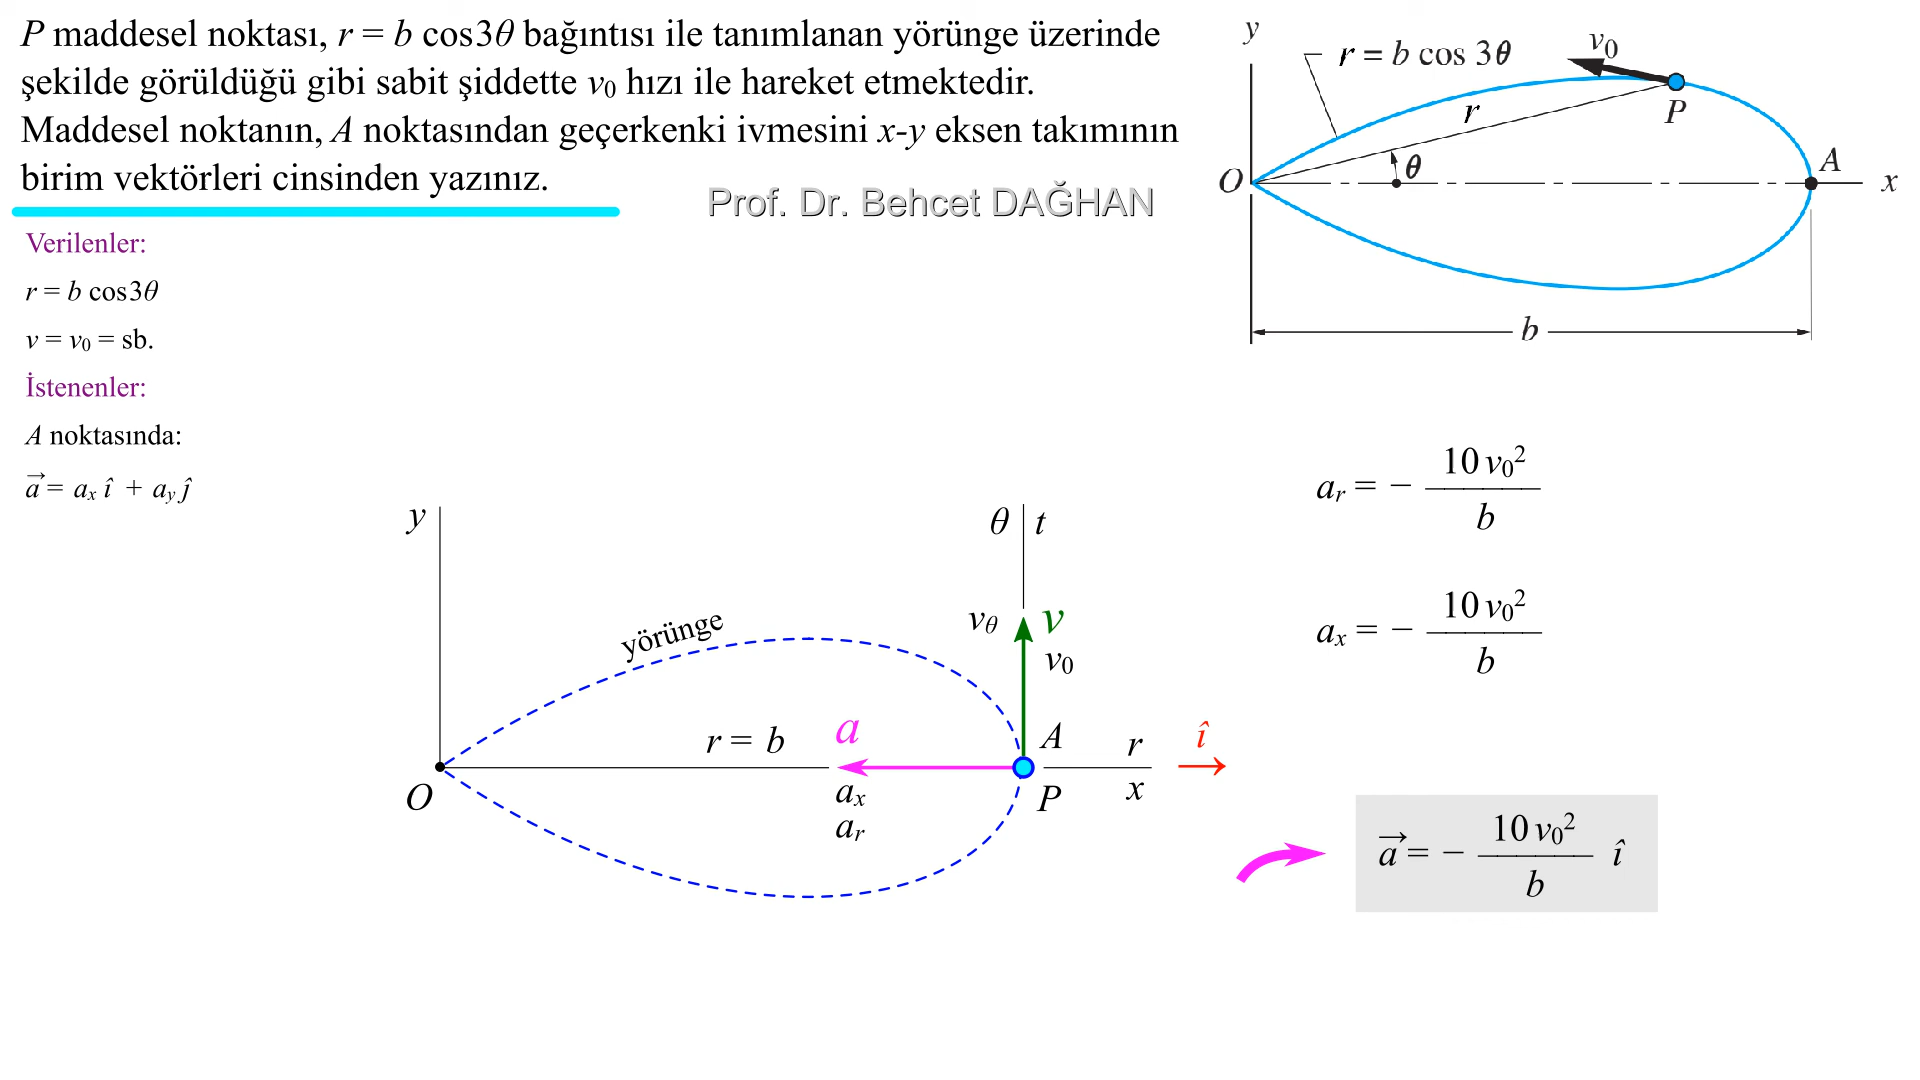 P maddesel noktası, r = b cos3θ bağıntısı ile tanımlanan yörünge üzerinde
şekilde görüldüğü gibi sabit şiddette v₀ hızı ile hareket etmektedir.
Maddesel noktanın, A noktasından geçerkenki ivmesini x-y eksen takımının
birim vektörleri cinsinden yazınız.
Prof. Dr. Behcet DAĞHAN
y
r = b cos 3θ
v₀
r
P
θ
A
O
x
b
Verilenler:
r = b cos3θ
v = v₀ = sb.
İstenenler:
A noktasında:
a⃗ = aₓ î + a_y ĵ
y
θ
t
yörünge
v_θ
v
v₀
r = b
a
A
r
î
O
aₓ
P
x
aᵣ
aᵣ = − 10 v₀² / b
aₓ = − 10 v₀² / b
a⃗ = − 10 v₀² / b î